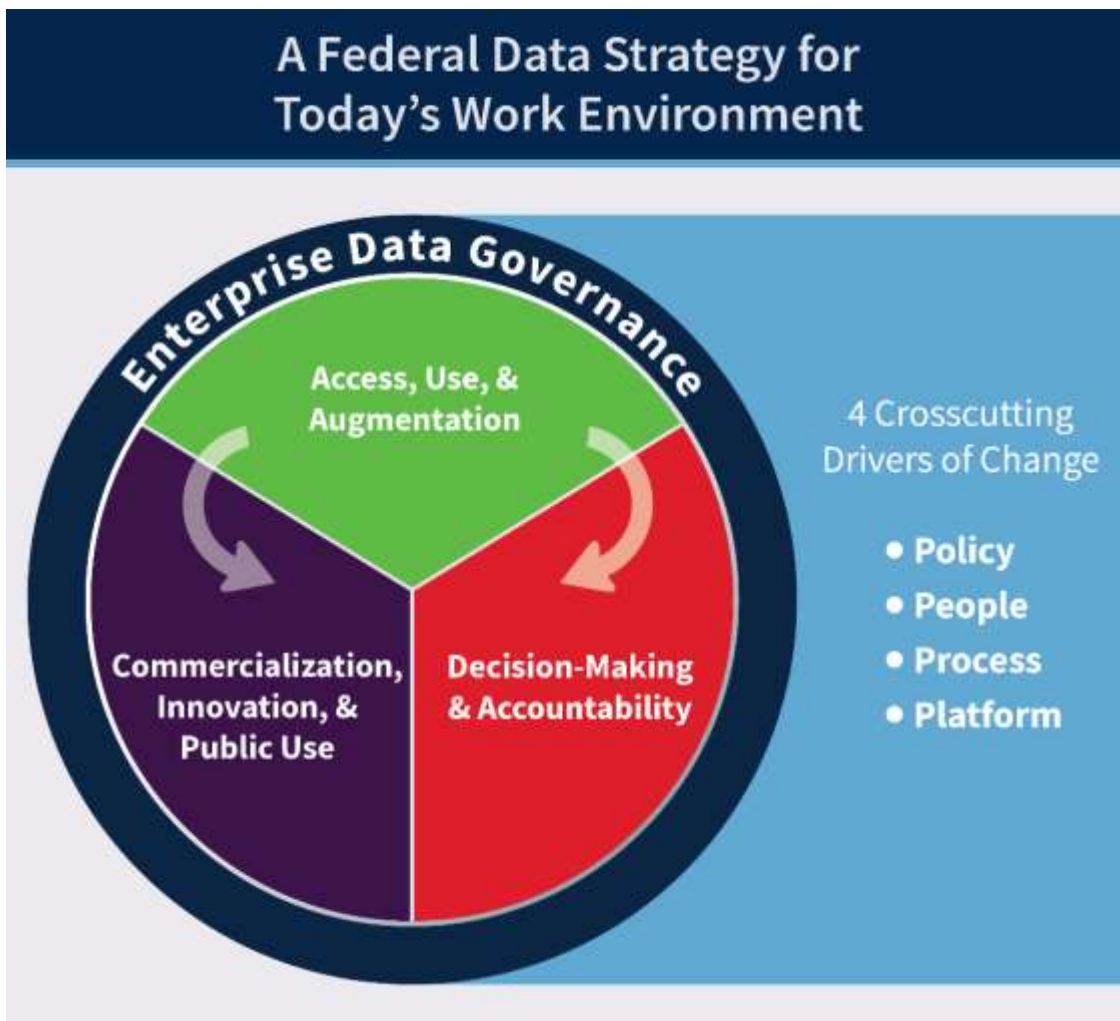 A Federal Data Strategy for
Today’s Work Environment
Enterprise Data Governance
Access, Use, &
Augmentation
Commercialization,
Innovation, &
Public Use
Decision-Making
& Accountability
4 Crosscutting
Drivers of Change
• Policy
• People
• Process
• Platform